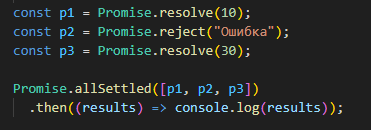 const p1 = Promise.resolve(10);
const p2 = Promise.reject("Ошибка");
const p3 = Promise.resolve(30);
Promise.allSettled([p1, p2, p3])
  .then((results) => console.log(results));